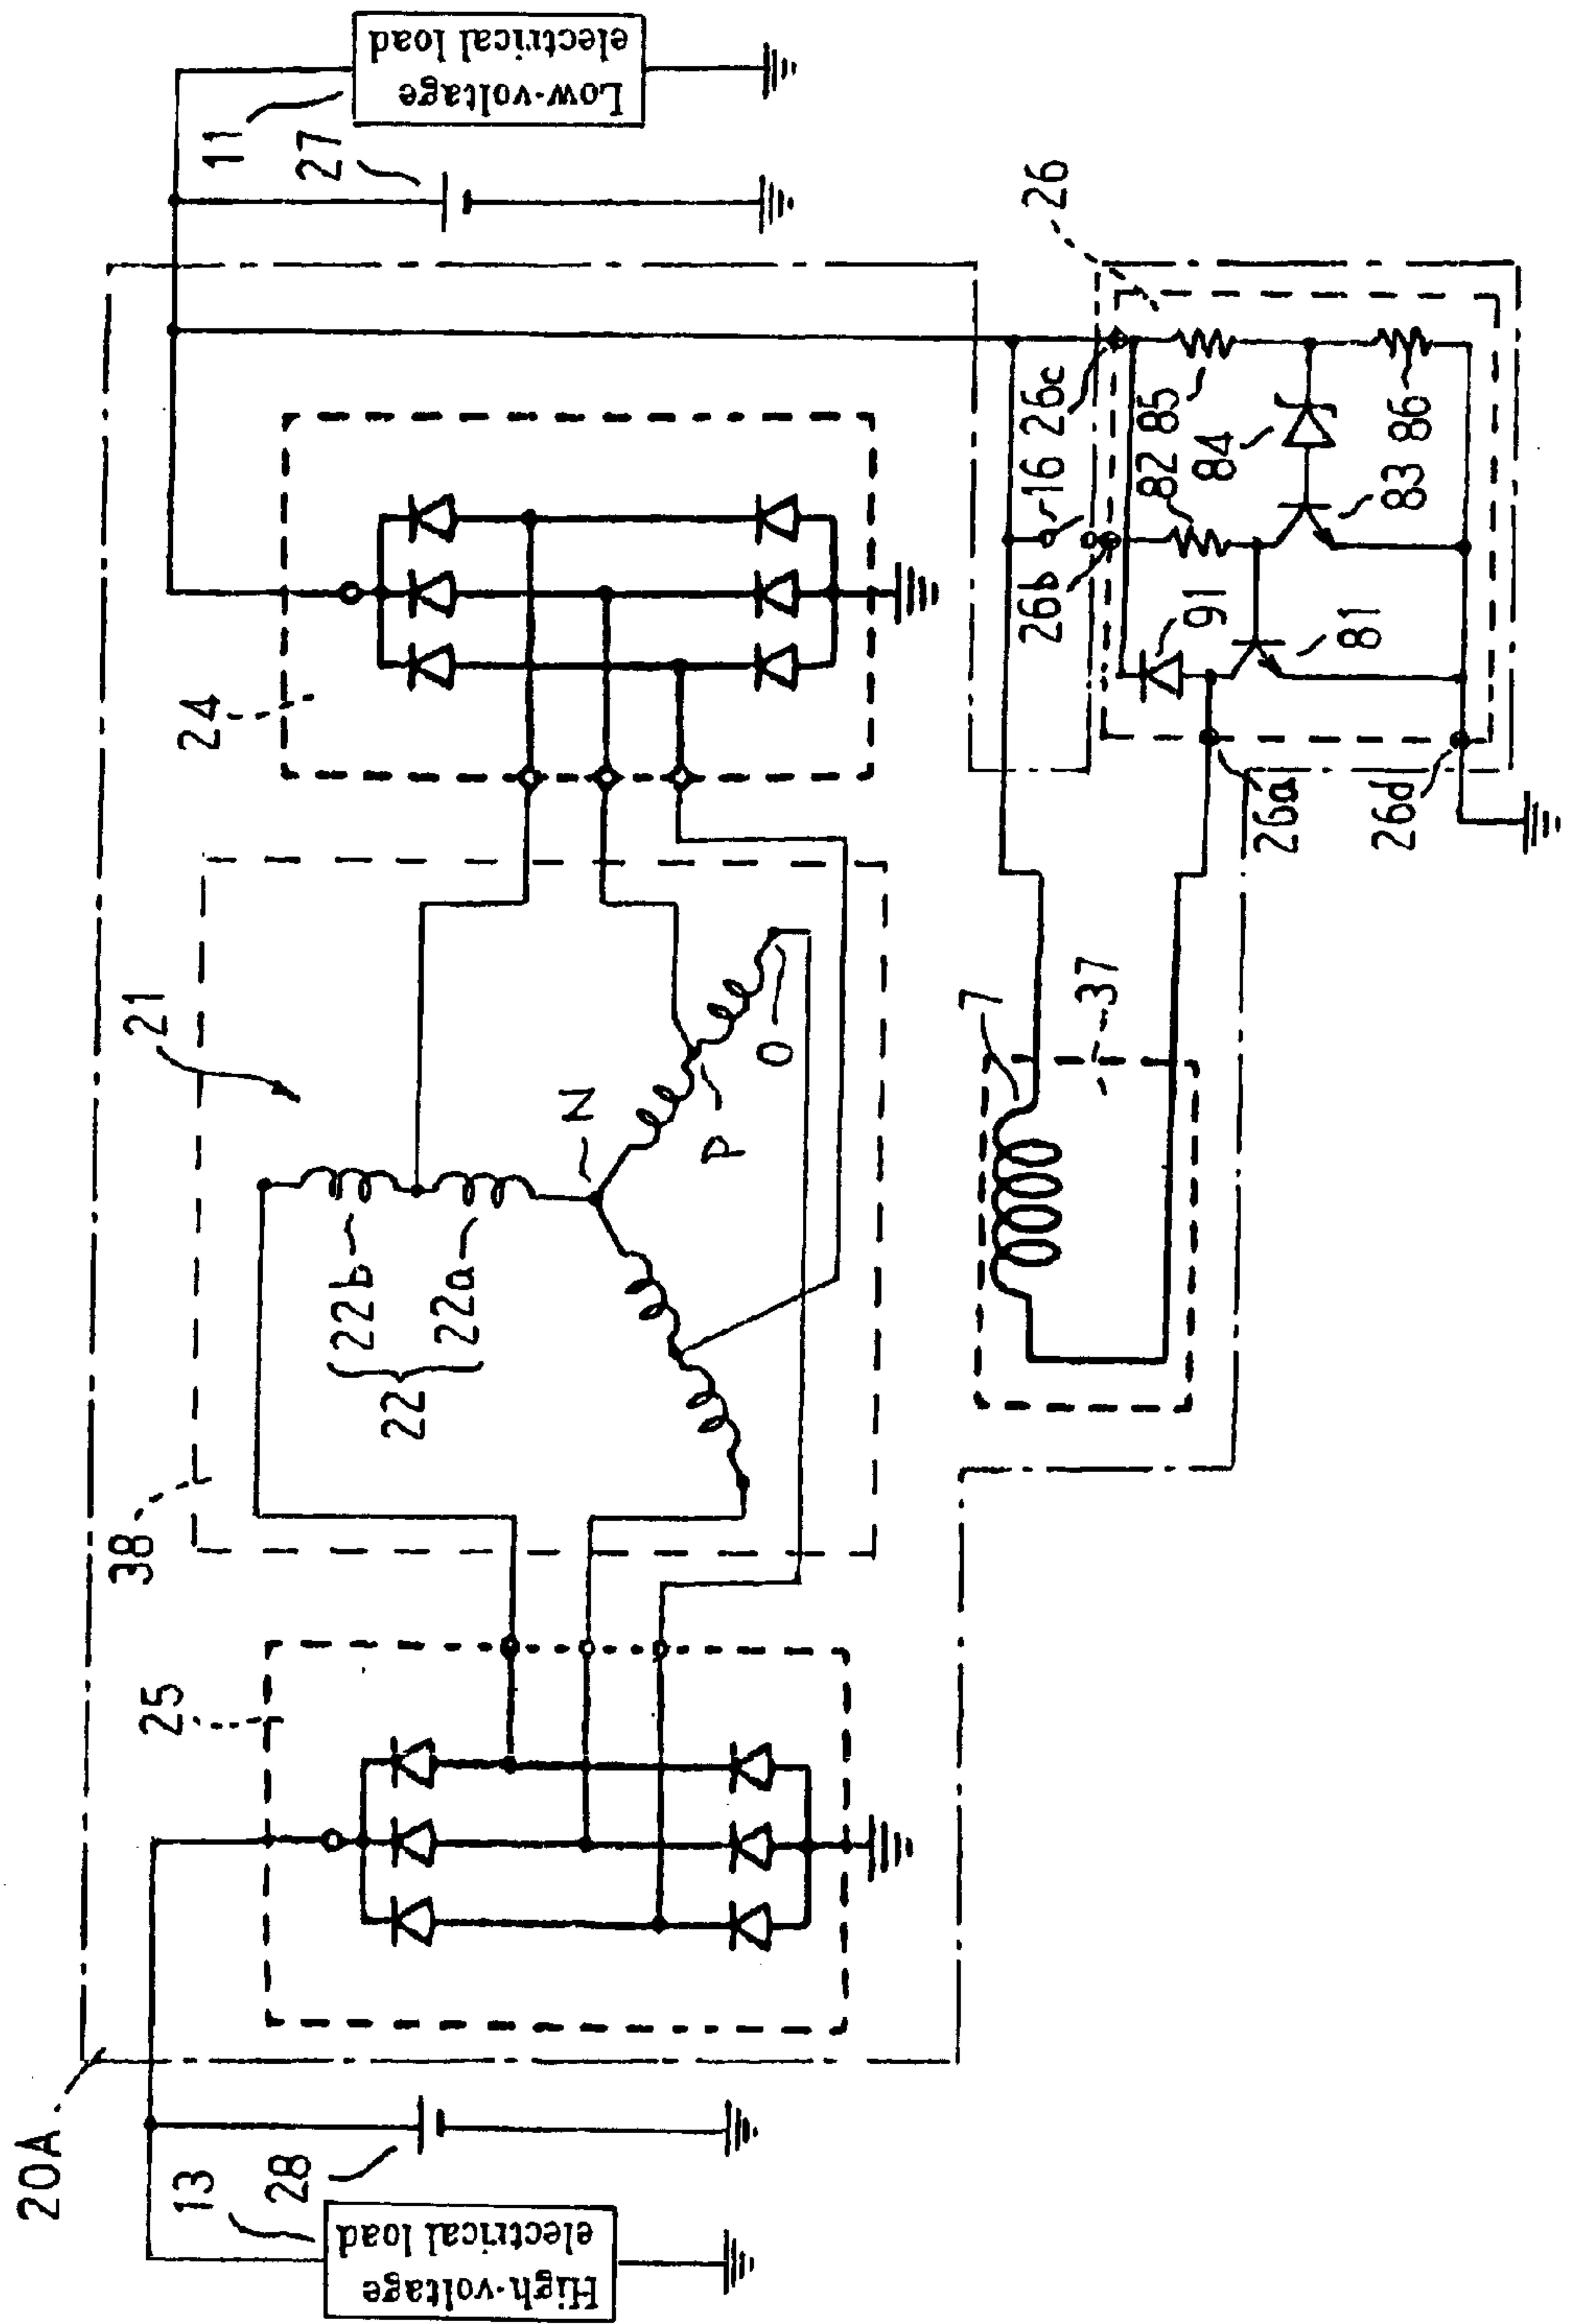 20A
13
28
High-voltage
electrical load
25
38
21
22
22b
22a
N
P
O
24
11
27
Low-voltage
electrical load
7
37
26
16
26c
26b
82
85
84
91
81
83
86
26a
26d